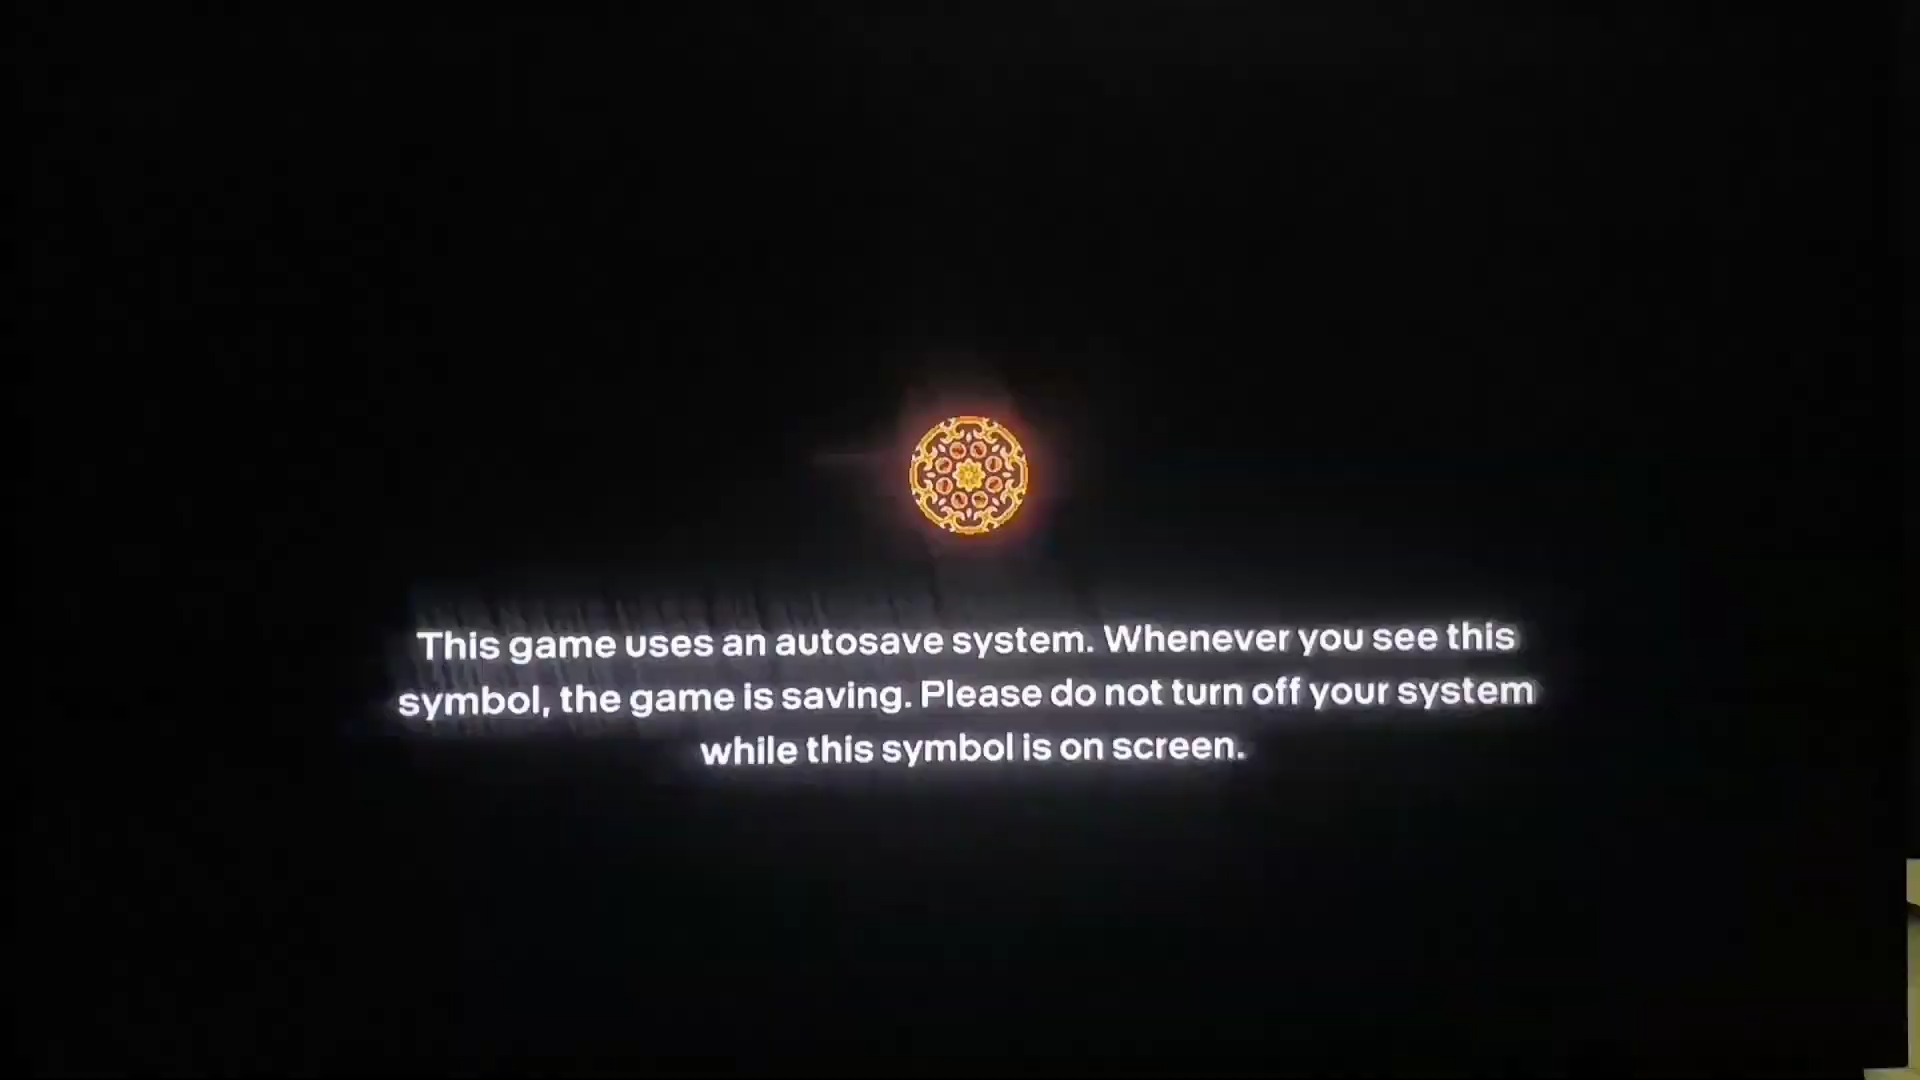 This game uses an autosave system. Whenever you see this
symbol, the game is saving. Please do not turn off your system
while this symbol is on screen.